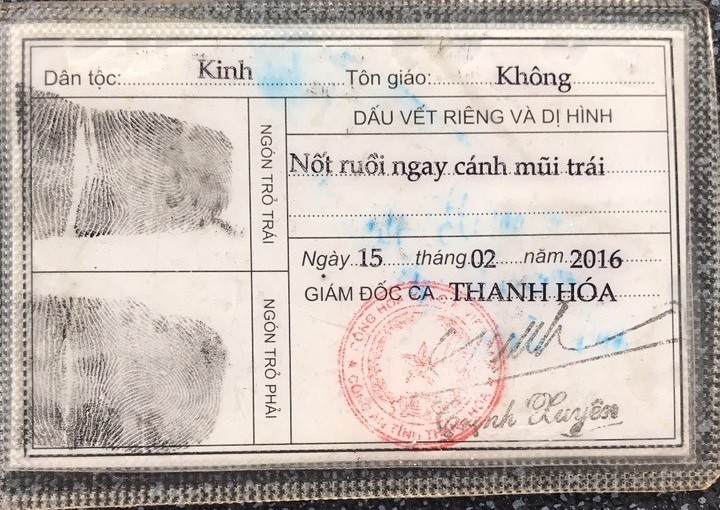 Dân tộc: Kinh Tôn giáo: Không
DẤU VẾT RIÊNG VÀ DỊ HÌNH
Nốt ruồi ngay cánh mũi trái
NGÓN TRỎ TRÁI
Ngày 15 tháng 02 năm 2016
GIÁM ĐỐC CA THANH HÓA
NGÓN TRỎ PHẢI
Xuyên